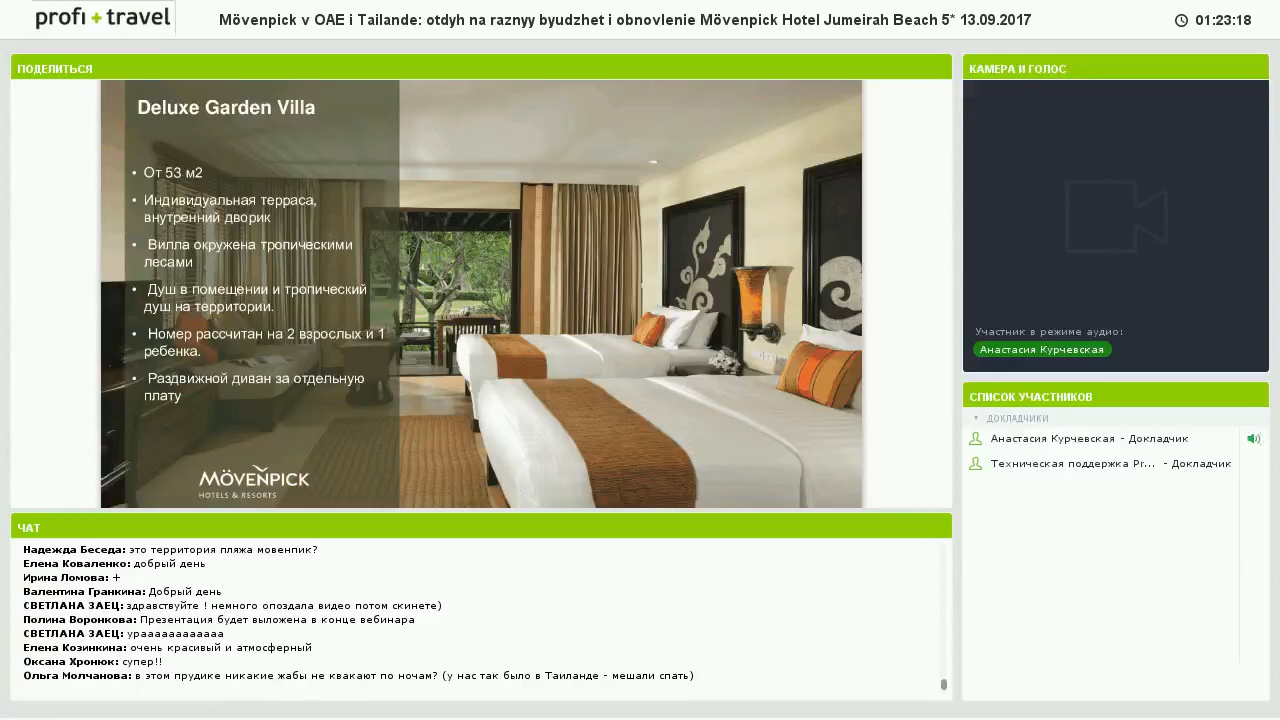 profi + travel
Mövenpick v OAE i Tailande: otdyh na raznyy byudzhet i obnovlenie Mövenpick Hotel Jumeirah Beach 5* 13.09.2017
01:23:18
ПОДЕЛИТЬСЯ
Deluxe Garden Villa
• От 53 м2
• Индивидуальная терраса,
внутренний дворик
• Вилла окружена тропическими
лесами
• Душ в помещении и тропический
душ на территории.
• Номер рассчитан на 2 взрослых и 1
ребенка.
• Раздвижной диван за отдельную
плату
MÖVENPICK
HOTELS & RESORTS
КАМЕРА И ГОЛОС
Участник в режиме аудио:
Анастасия Курчевская
СПИСОК УЧАСТНИКОВ
ДОКЛАДЧИКИ
Анастасия Курчевская - Докладчик
Техническая поддержка Pr... - Докладчик
ЧАТ
Надежда Беседа: это территория пляжа мовенпик?
Елена Коваленко: добрый день
Ирина Ломова: +
Валентина Гранкина: Добрый день
СВЕТЛАНА ЗАЕЦ: здравствуйте ! немного опоздала видео потом скинете)
Полина Воронкова: Презентация будет выложена в конце вебинара
СВЕТЛАНА ЗАЕЦ: ураааааааааааа
Елена Козинкина: очень красивый и атмосферный
Оксана Хронюк: супер!!
Ольга Молчанова: в этом прудике никакие жабы не квакают по ночам? (у нас так было в Таиланде - мешали спать)